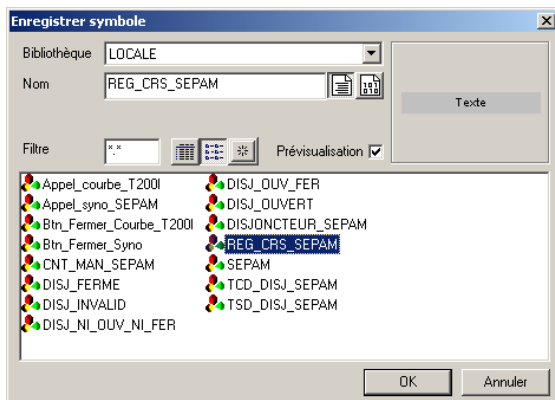 Enregistrer symbole
Bibliothèque LOCALE
Nom REG_CRS_SEPAM
Texte
Filtre *.* Prévisualisation
Appel_courbe_T200I DISJ_OUV_FER
Appel_syno_SEPAM DISJ_OUVERT
Btn_Fermer_Courbe_T200I DISJONCTEUR_SEPAM
Btn_Fermer_Syno REG_CRS_SEPAM
CNT_MAN_SEPAM SEPAM
DISJ_FERME TCD_DISJ_SEPAM
DISJ_INVALID TSD_DISJ_SEPAM
DISJ_NI_OUV_NI_FER
OK Annuler